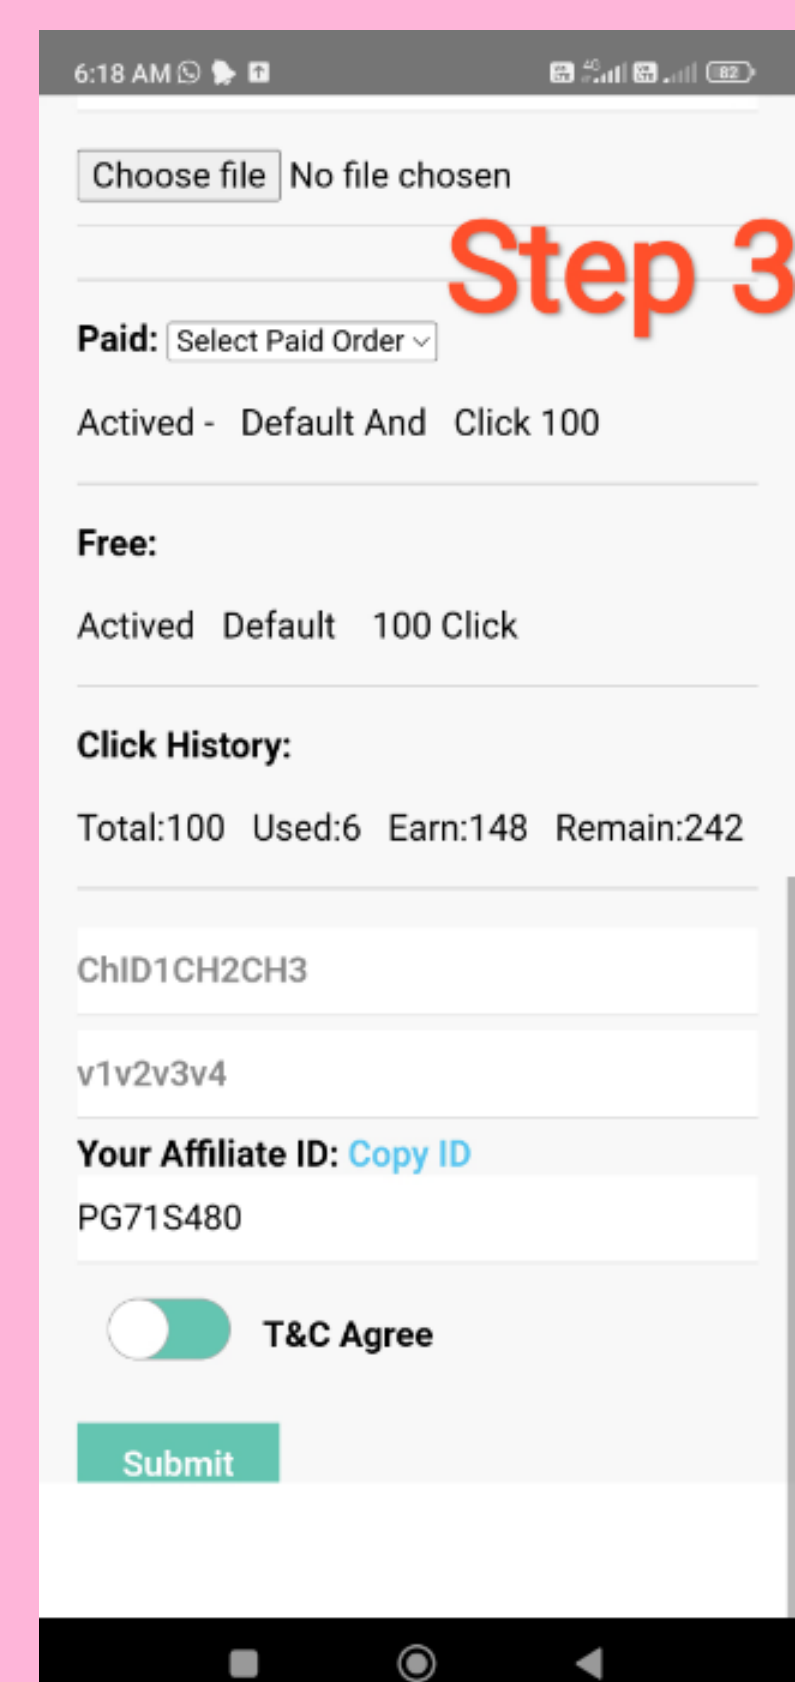 6:18 AM
4G 82
Choose file No file chosen
Step 3
Paid: Select Paid Order
Actived - Default And Click 100
Free:
Actived Default 100 Click
Click History:
Total:100 Used:6 Earn:148 Remain:242
ChID1CH2CH3
v1v2v3v4
Your Affiliate ID: Copy ID
PG71S480
T&C Agree
Submit